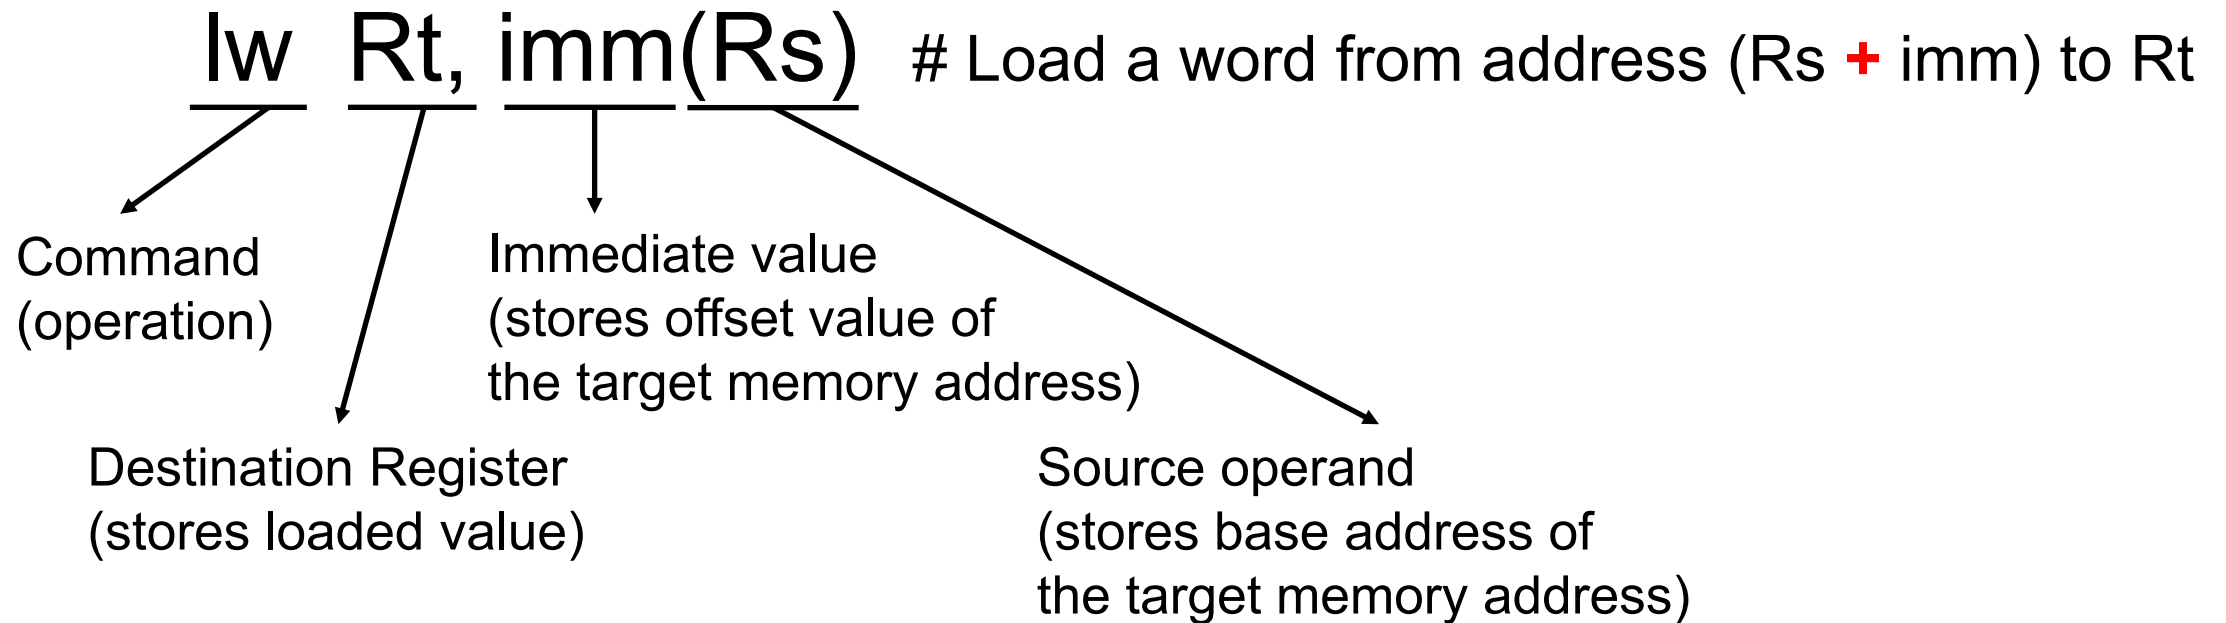 lw Rt, imm(Rs) # Load a word from address (Rs + imm) to Rt
Command
(operation)
Immediate value
(stores offset value of
the target memory address)
Destination Register
(stores loaded value)
Source operand
(stores base address of
the target memory address)